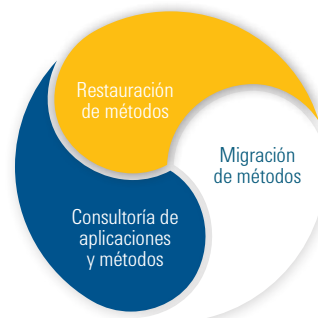 Restauración
de métodos
Migración
de métodos
Consultoría de
aplicaciones
y métodos